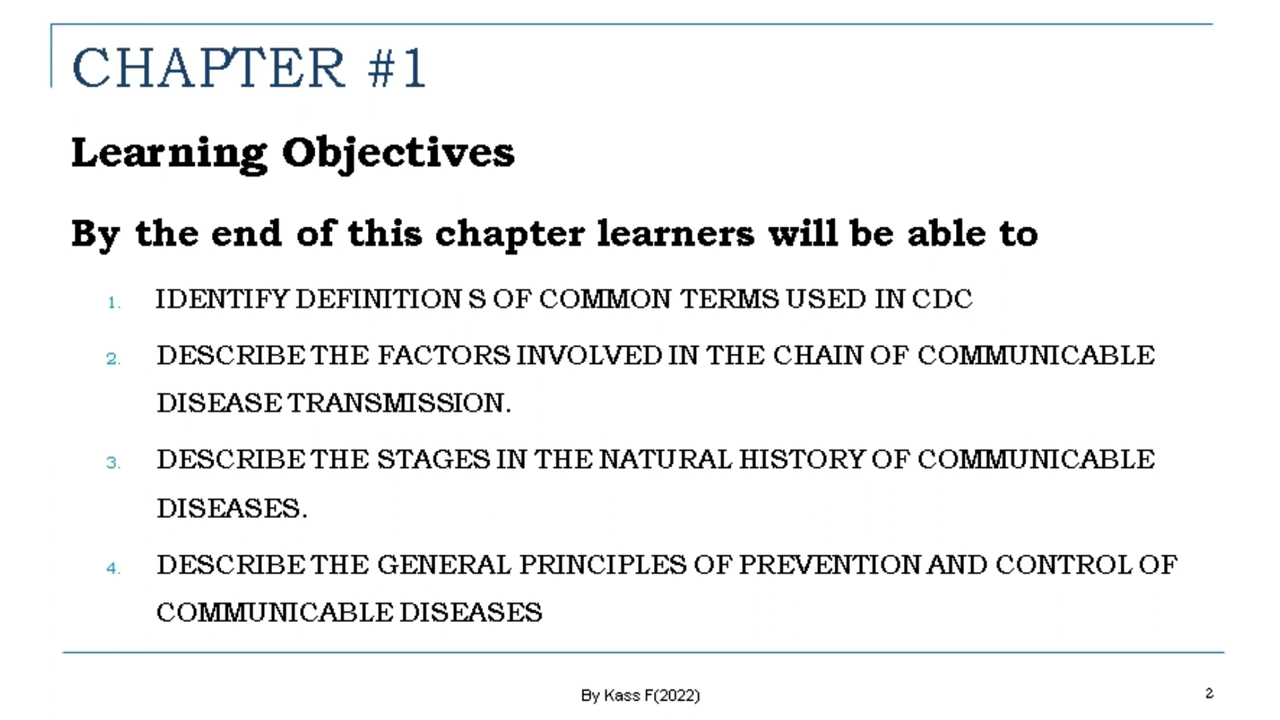 CHAPTER #1
Learning Objectives
By the end of this chapter learners will be able to
1. IDENTIFY DEFINITION S OF COMMON TERMS USED IN CDC
2. DESCRIBE THE FACTORS INVOLVED IN THE CHAIN OF COMMUNICABLE
DISEASE TRANSMISSION.
3. DESCRIBE THE STAGES IN THE NATURAL HISTORY OF COMMUNICABLE
DISEASES.
4. DESCRIBE THE GENERAL PRINCIPLES OF PREVENTION AND CONTROL OF
COMMUNICABLE DISEASES
By Kass F(2022)
2